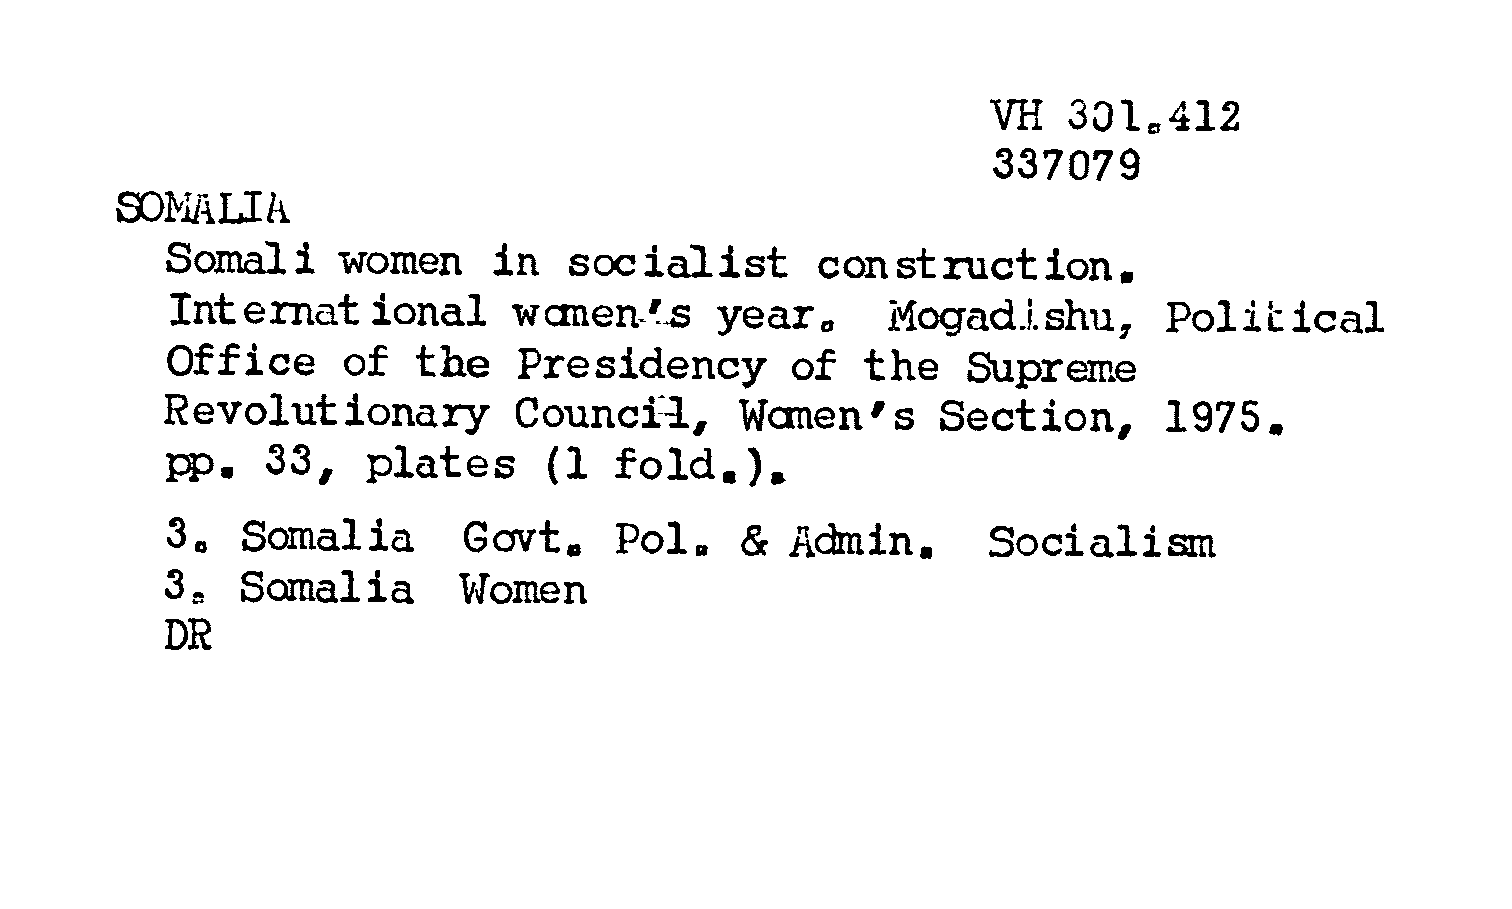 VH 301.412
337079
SOMALIA
Somali women in socialist construction.
International women's year. Mogadishu, Political
Office of the Presidency of the Supreme
Revolutionary Council, Women's Section, 1975.
pp. 33, plates (1 fold.).
3. Somalia Govt. Pol. & Admin. Socialism
3. Somalia Women
DR